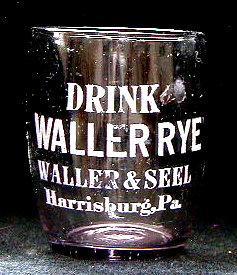 DRINK
WALLER RYE
WALLER & SEEL
Harrisburg, Pa.